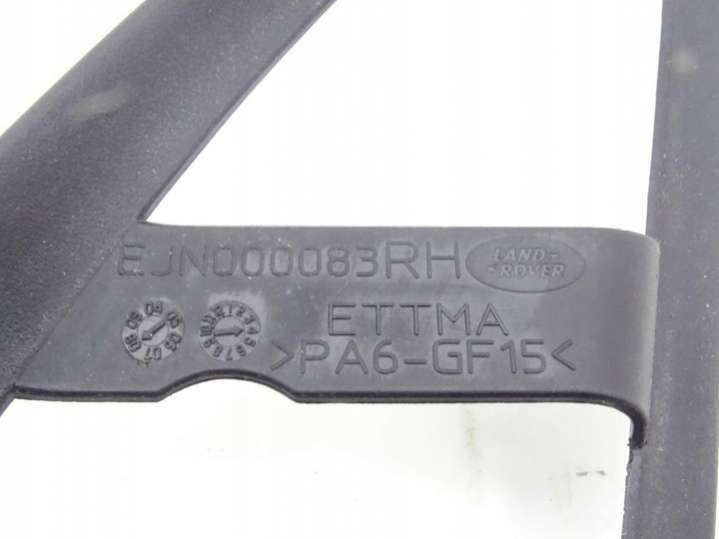 EJN000083RH
LAND-
-ROVER
ETTMA
>PA6-GF15<